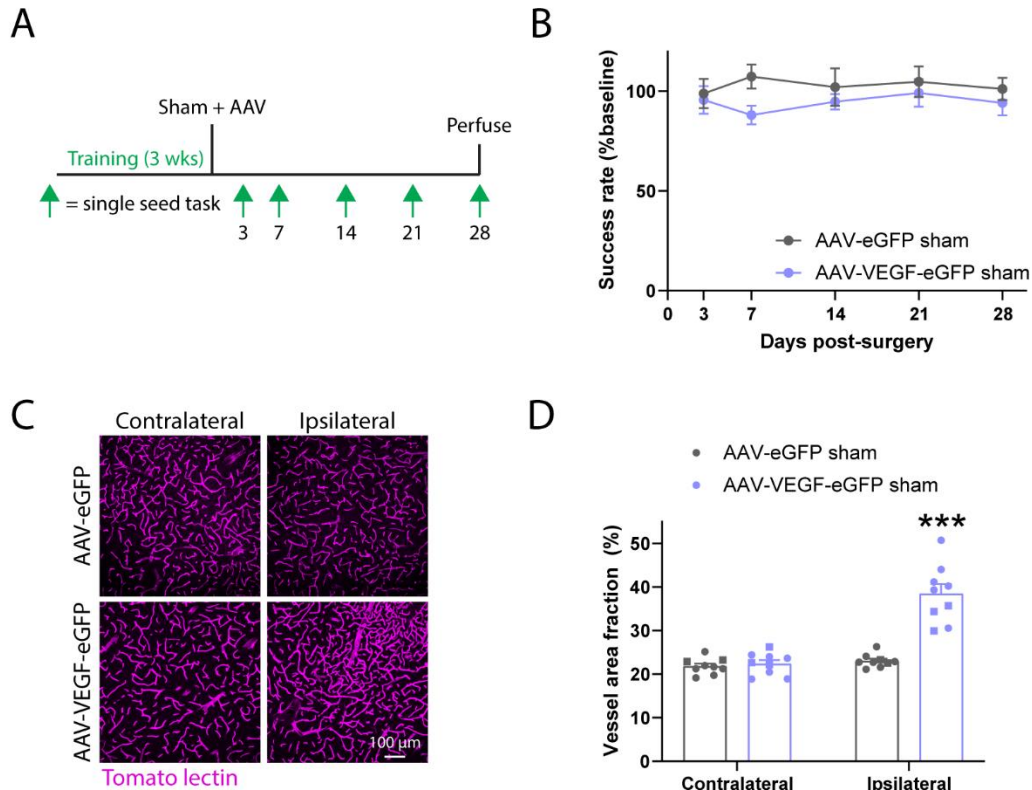 A
Sham + AAV
Perfuse
Training (3 wks)
= single seed task
3 7 14 21 28
B
Success rate (%baseline)
100
50
0
AAV-eGFP sham
AAV-VEGF-eGFP sham
0 3 7 14 21 28
Days post-surgery
C
Contralateral Ipsilateral
AAV-eGFP
AAV-VEGF-eGFP
100 µm
Tomato lectin
D
AAV-eGFP sham
AAV-VEGF-eGFP sham
Vessel area fraction (%)
50
40
30
20
10
0
***
Contralateral Ipsilateral